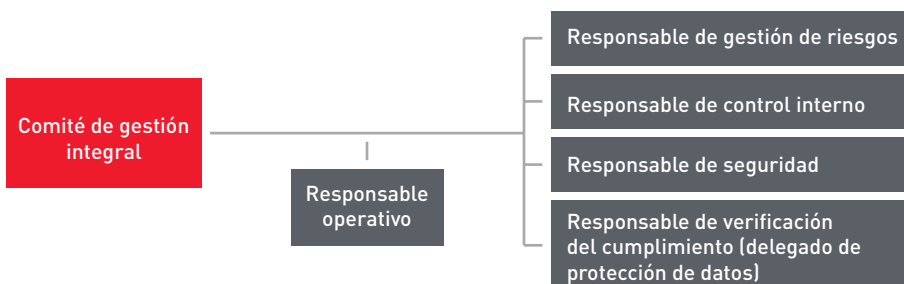 Comité de gestión
integral
Responsable
operativo
Responsable de gestión de riesgos
Responsable de control interno
Responsable de seguridad
Responsable de verificación
del cumplimiento (delegado de
protección de datos)